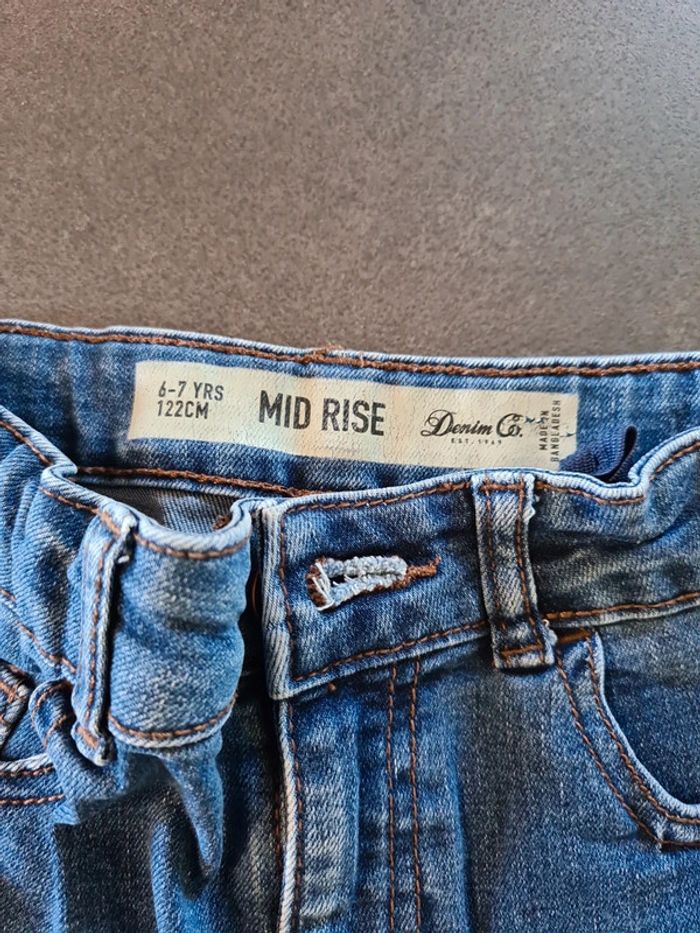 6-7 YRS
122CM
MID RISE
Denim Co.
EST. 1969
MADE IN
BANGLADESH